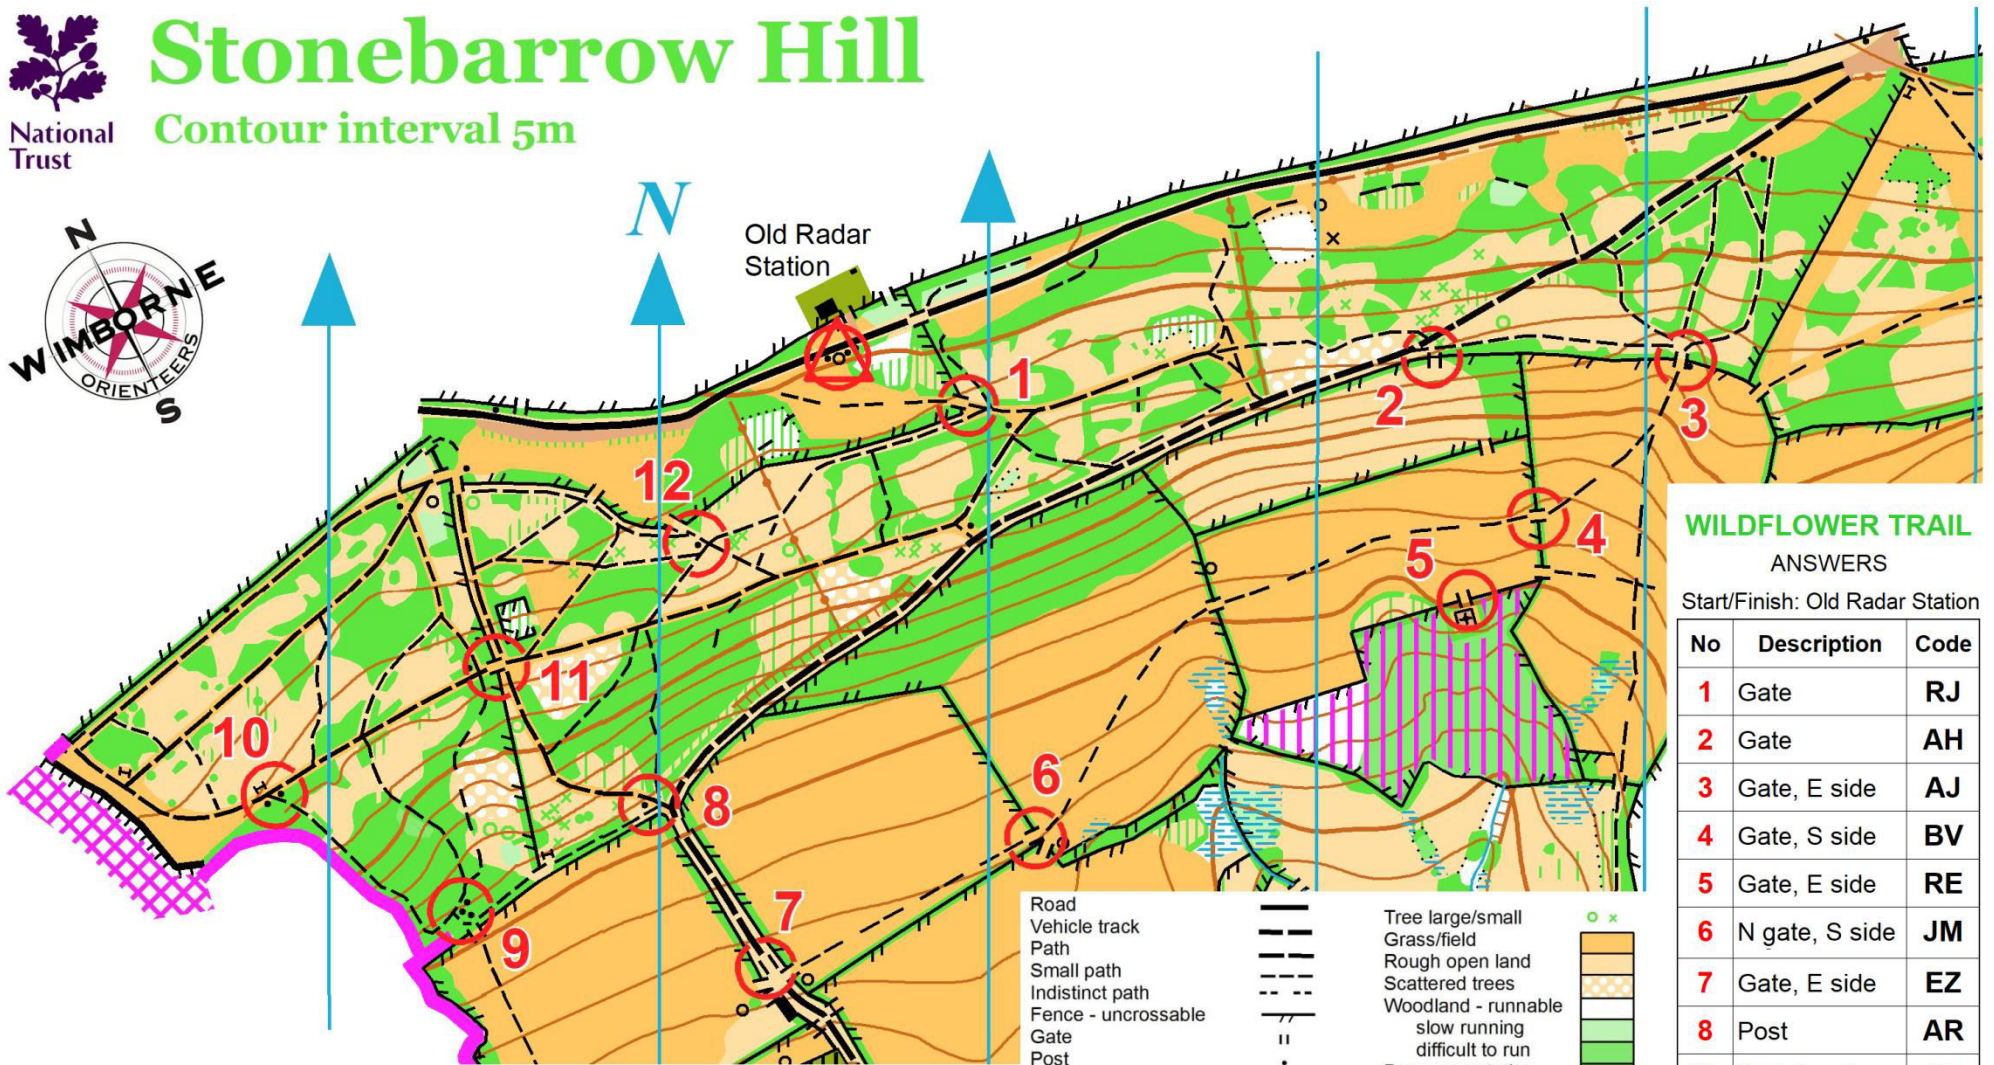 Stonebarrow Hill
Contour interval 5m
National
Trust
N
WIMBORNE
ORIENTEERS
S
N
Old Radar
Station
1
2
3
4
5
6
7
8
9
10
11
12
WILDFLOWER TRAIL
ANSWERS
Start/Finish: Old Radar Station
No Description Code
1 Gate RJ
2 Gate AH
3 Gate, E side AJ
4 Gate, S side BV
5 Gate, E side RE
6 N gate, S side JM
7 Gate, E side EZ
8 Post AR
Road
Vehicle track
Path
Small path
Indistinct path
Fence - uncrossable
Gate
Post
Tree large/small
Grass/field
Rough open land
Scattered trees
Woodland - runnable
slow running
difficult to run